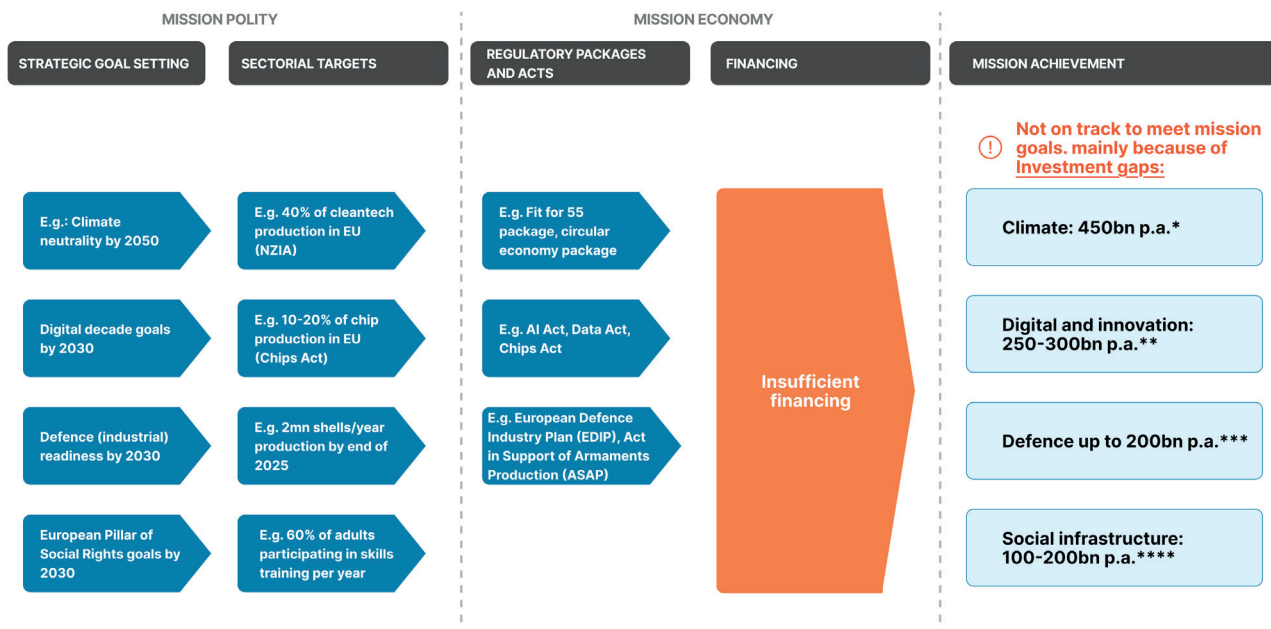 MISSION POLITY
MISSION ECONOMY
STRATEGIC GOAL SETTING
SECTORIAL TARGETS
REGULATORY PACKAGES
AND ACTS
FINANCING
MISSION ACHIEVEMENT
!
Not on track to meet mission
goals. mainly because of
Investment gaps:
E.g.: Climate
neutrality by 2050
E.g. 40% of cleantech
production in EU
(NZIA)
E.g. Fit for 55
package, circular
economy package
Climate: 450bn p.a.*
Digital decade goals
by 2030
E.g. 10-20% of chip
production in EU
(Chips Act)
E.g. AI Act, Data Act,
Chips Act
Insufficient
financing
Digital and innovation:
250-300bn p.a.**
Defence (industrial)
readiness by 2030
E.g. 2mn shells/year
production by end of
2025
E.g. European Defence
Industry Plan (EDIP), Act
in Support of Armaments
Production (ASAP)
Defence up to 200bn p.a.***
European Pillar of
Social Rights goals by
2030
E.g. 60% of adults
participating in skills
training per year
Social infrastructure:
100-200bn p.a.****